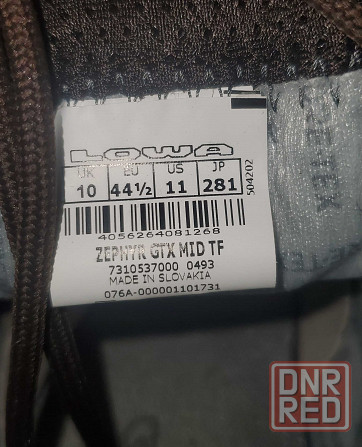 LOWA
UK EU US JP
10 44½ 11 281
504202
4056264081268
ZEPHYR GTX MID TF
7310537000 0493
MADE IN SLOVAKIA
076A-000001101731
DNR
RED